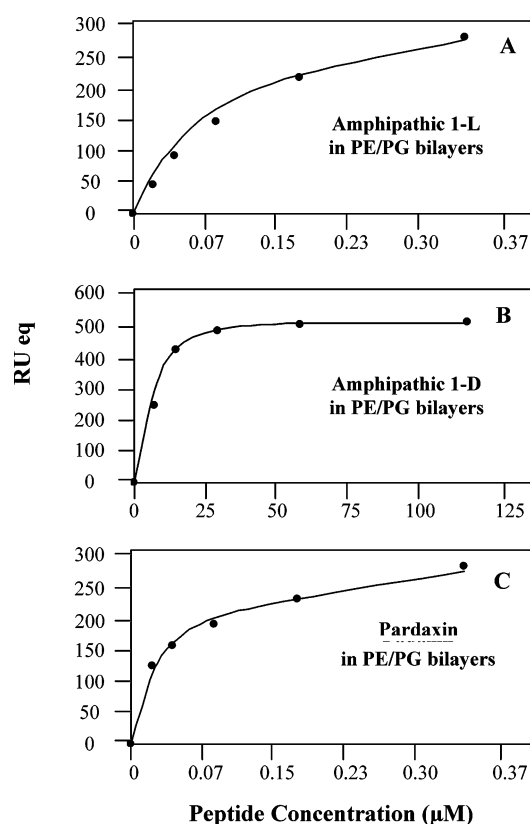 300
250
200
150
100
50
0
A
Amphipathic 1-L
in PE/PG bilayers
0 0.07 0.15 0.23 0.30 0.37
RU eq
600
500
400
300
200
100
0
B
Amphipathic 1-D
in PE/PG bilayers
0 25 50 75 100 125
300
250
200
150
100
50
0
C
Pardaxin
in PE/PG bilayers
0 0.07 0.15 0.23 0.30 0.37
Peptide Concentration (μM)